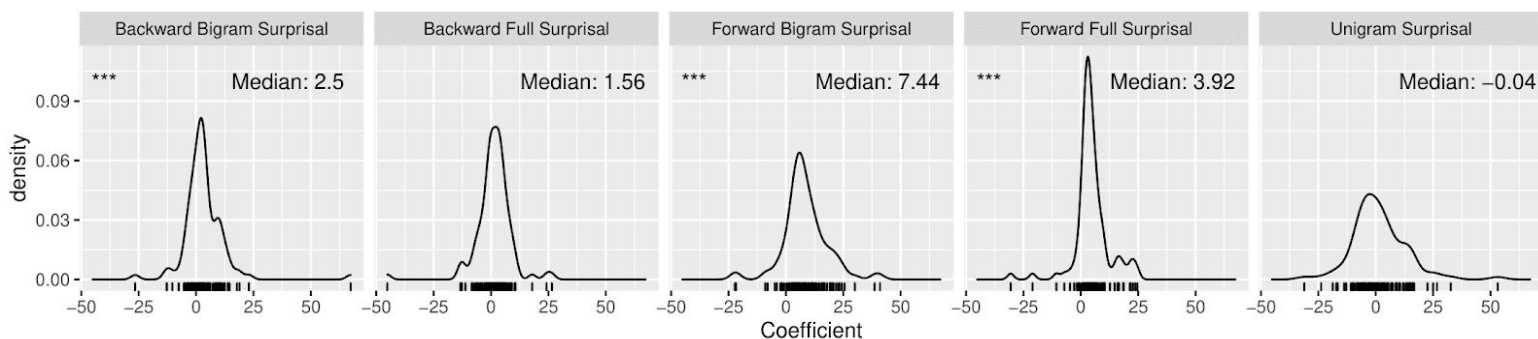 Backward Bigram Surprisal
Backward Full Surprisal
Forward Bigram Surprisal
Forward Full Surprisal
Unigram Surprisal
*** Median: 2.5
Median: 1.56
*** Median: 7.44
*** Median: 3.92
Median: −0.04
density
0.09
0.06
0.03
0.00
−50 −25 0 25 50
−50 −25 0 25 50
−50 −25 0 25 50
−50 −25 0 25 50
−50 −25 0 25 50
Coefficient